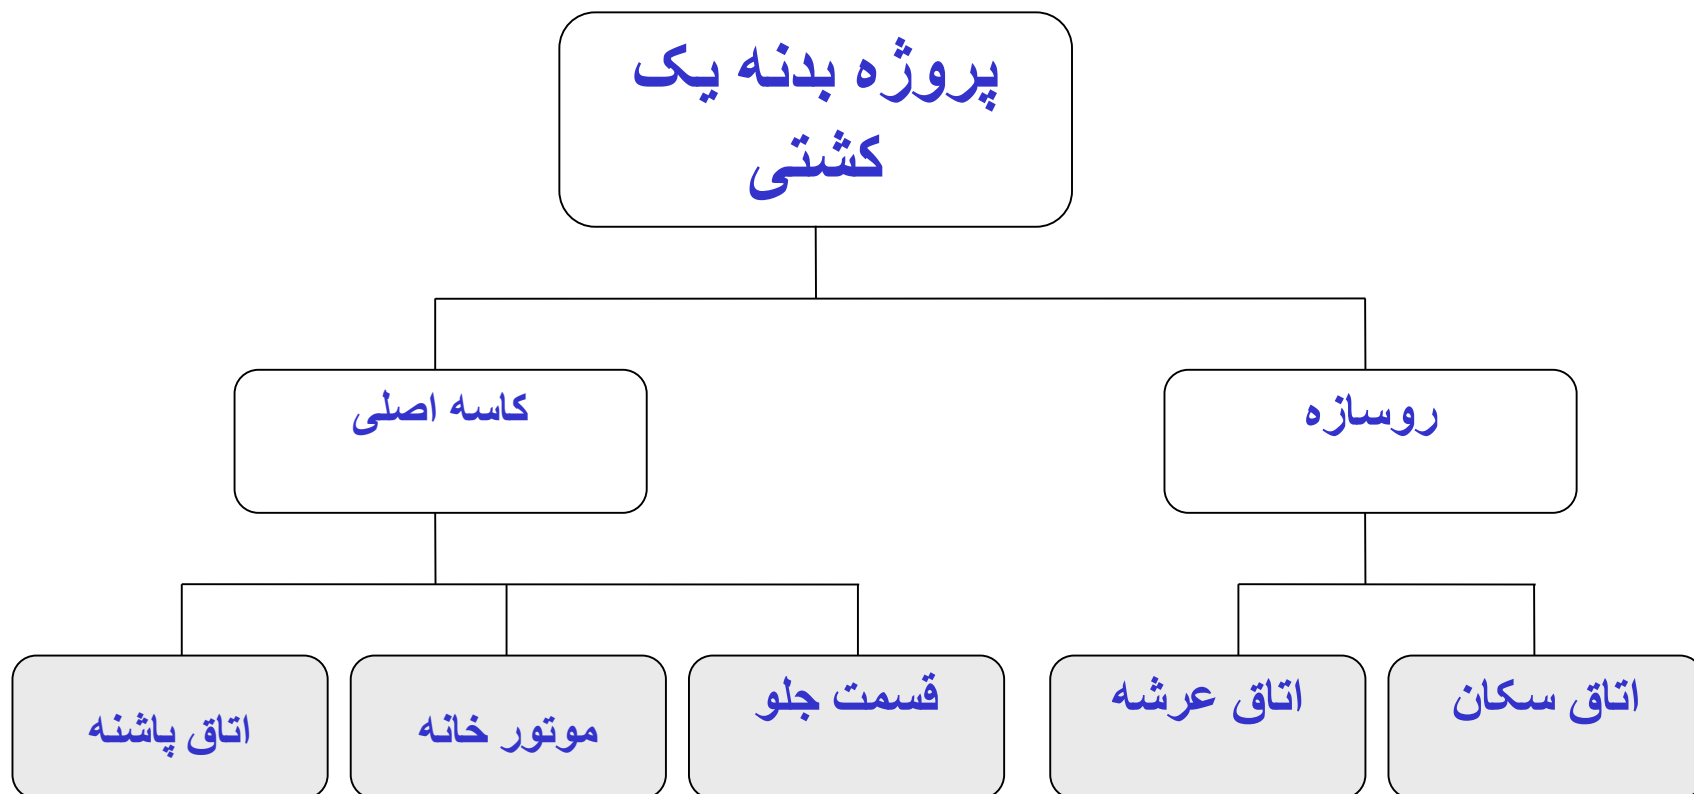 پروژه بدنه یک
کشتی
روسازه
کاسه اصلی
اتاق سکان
اتاق عرشه
قسمت جلو
موتور خانه
اتاق پاشنه